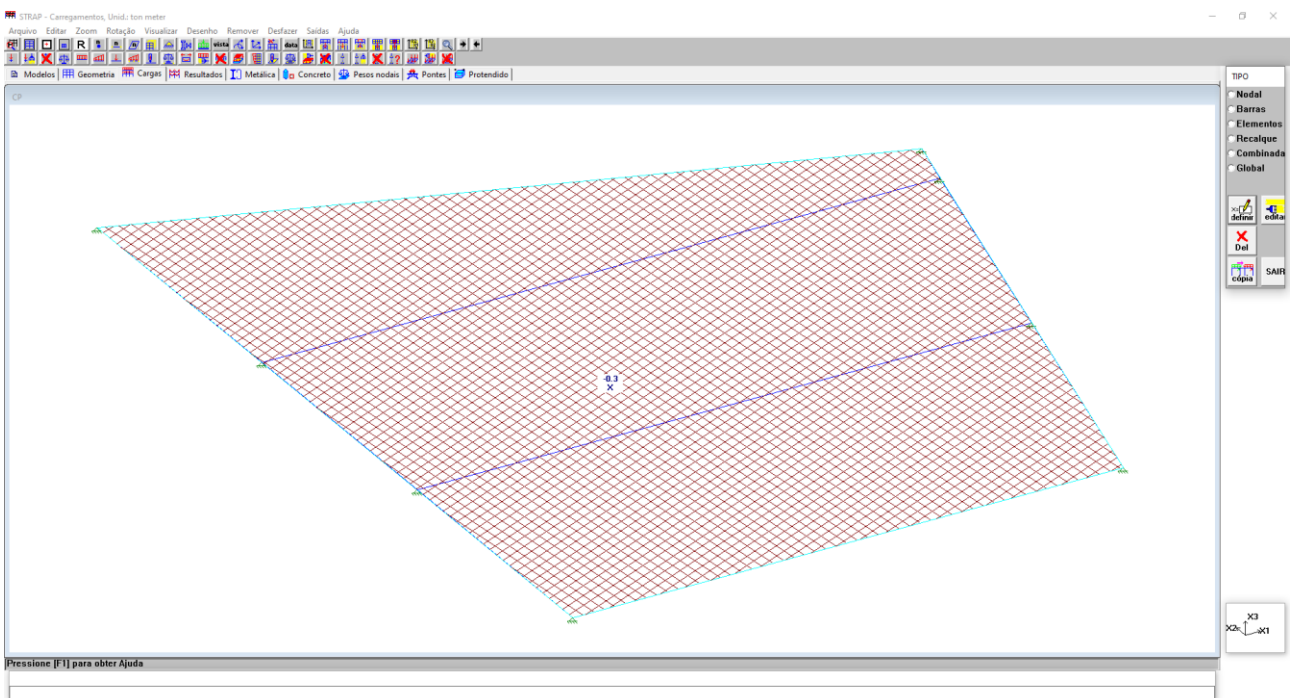 STRAP - Carregamentos, Unid.: ton meter
Arquivo Editar Zoom Rotação Visualizar Desenho Remover Desfazer Saídas Ajuda
R vista data
Modelos Geometria Cargas Resultados Metálica Concreto Pesos nodais Pontes Protendido
CP
TIPO
Nodal
Barras
Elementos
Recalque
Combinada
Global
definir edita
Del
cópia SAIR
-0.3
X
X3
X2 X1
Pressione [F1] para obter Ajuda